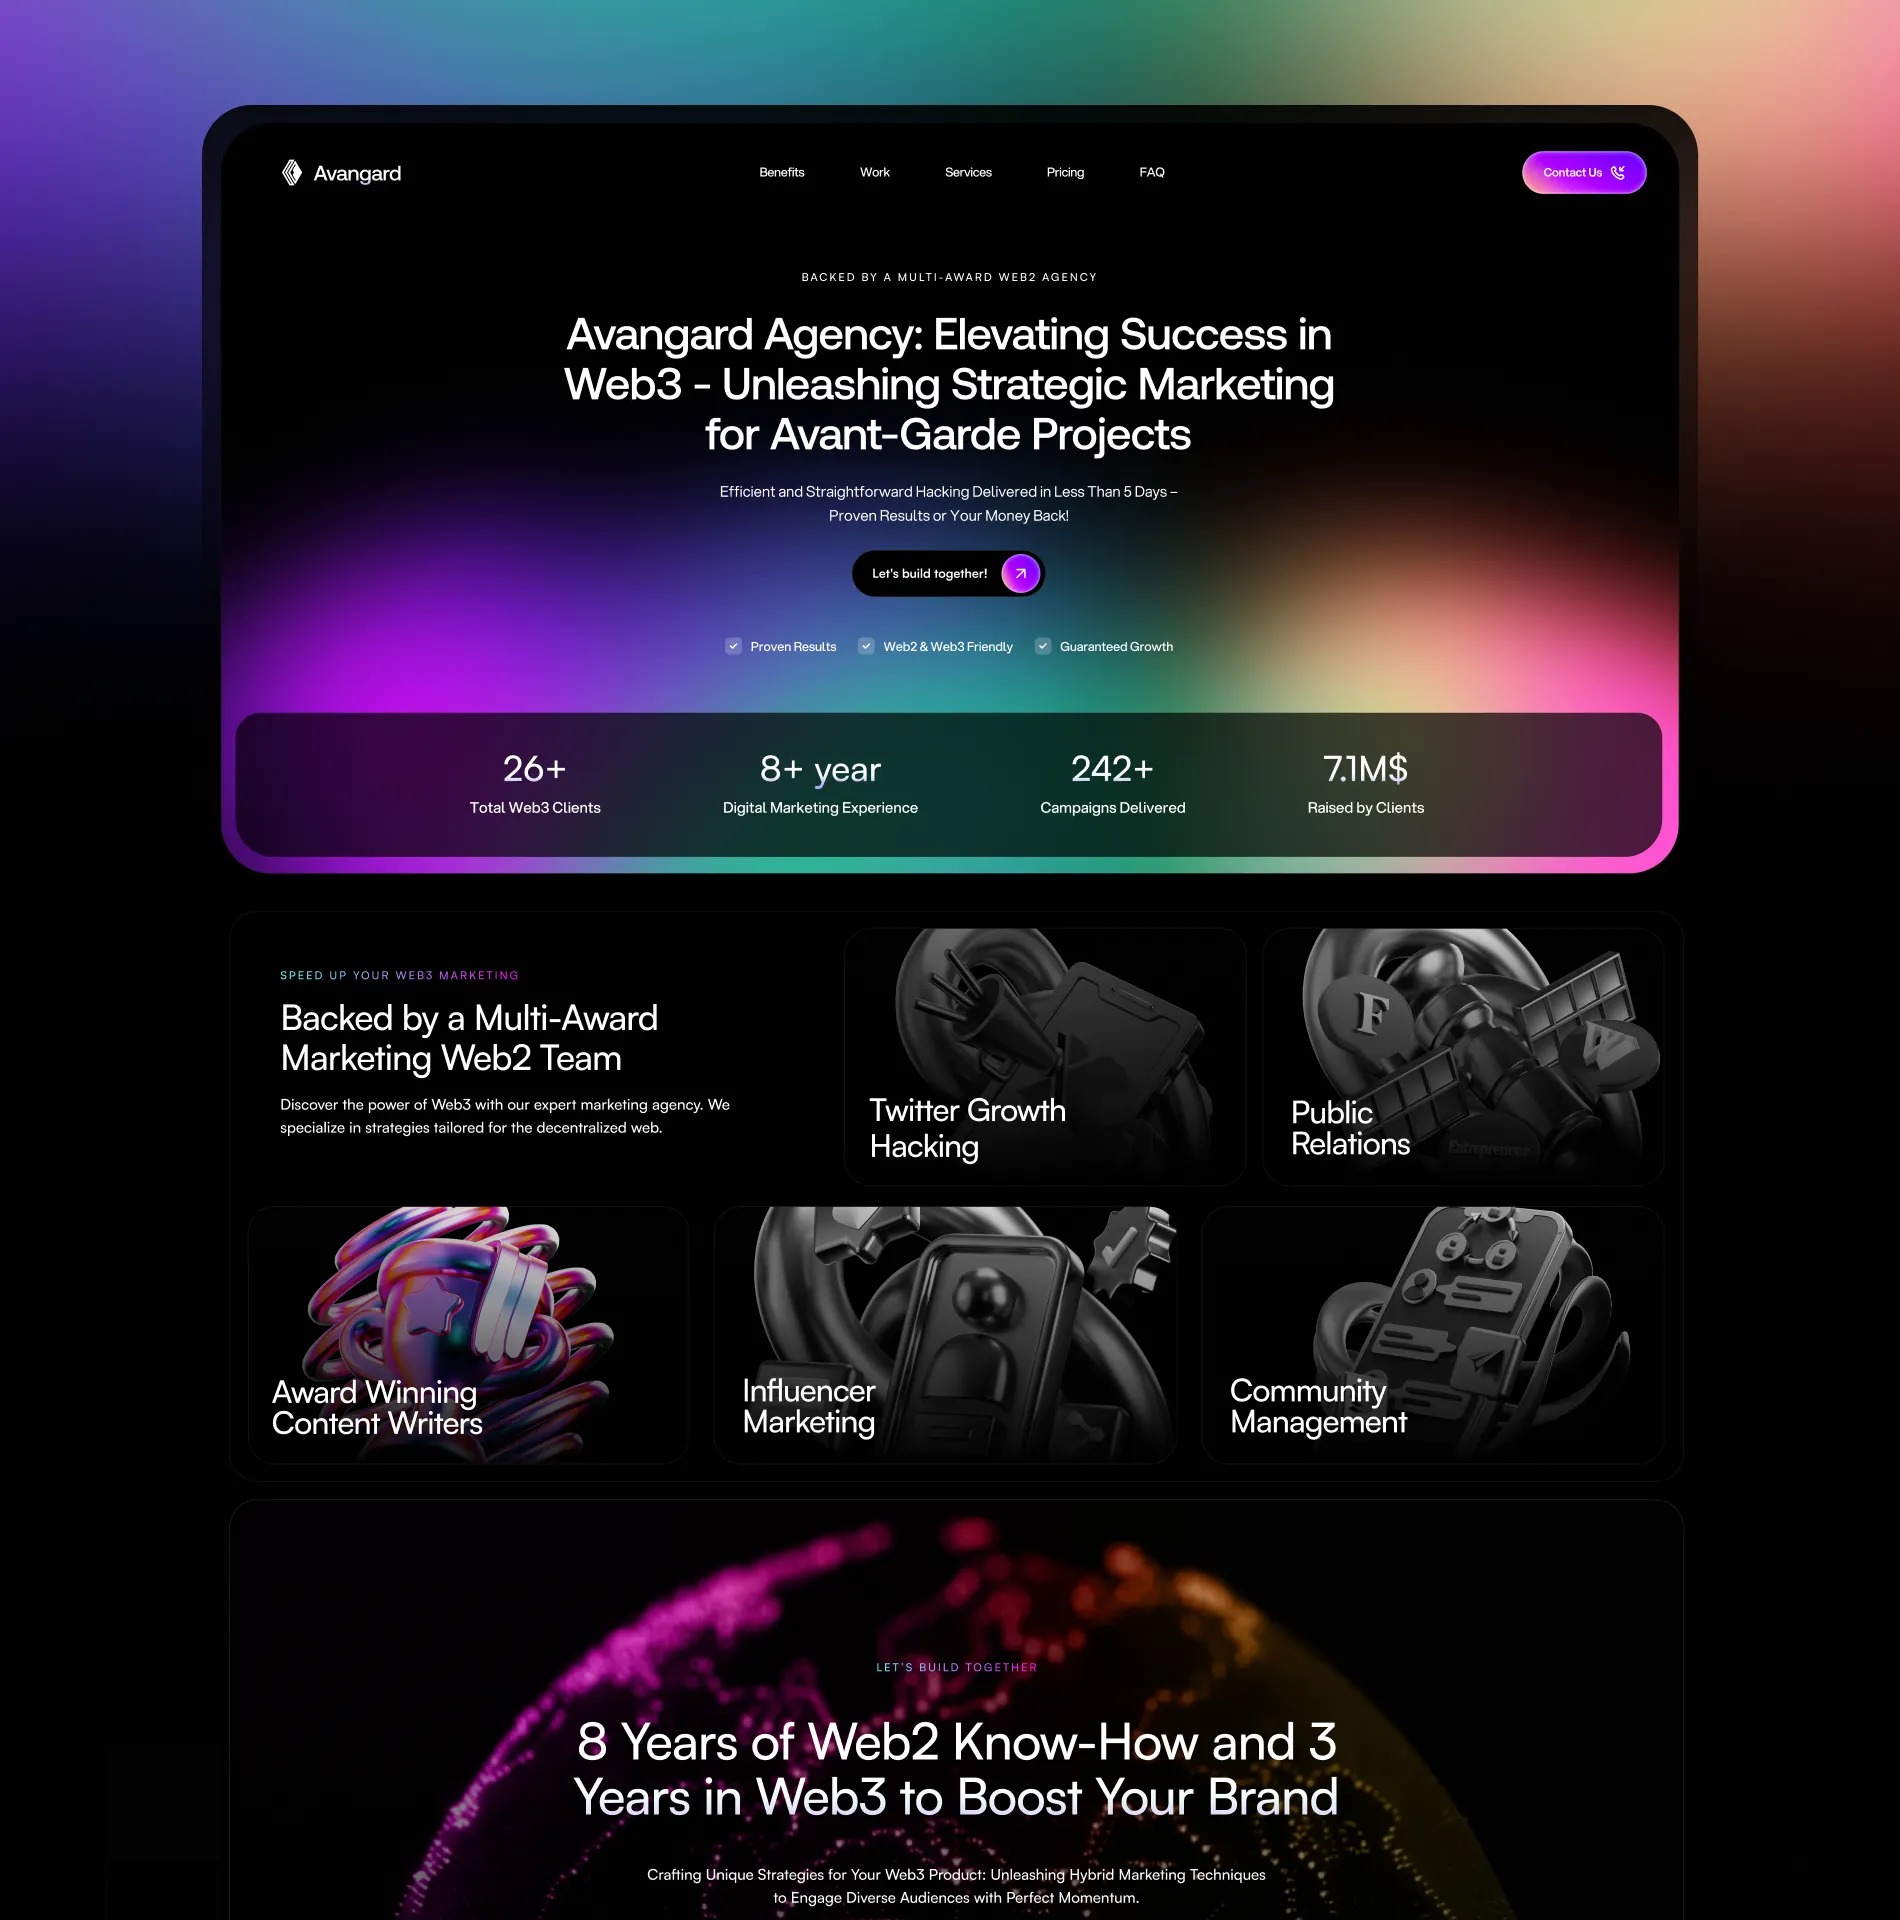 Avangard
Benefits
Work
Services
Pricing
FAQ
Contact Us
BACKED BY A MULTI-AWARD WEB2 AGENCY
Avangard Agency: Elevating Success in
Web3 - Unleashing Strategic Marketing
for Avant-Garde Projects
Efficient and Straightforward Hacking Delivered in Less Than 5 Days –
Proven Results or Your Money Back!
Let's build together!
Proven Results
Web2 & Web3 Friendly
Guaranteed Growth
26+
Total Web3 Clients
8+ year
Digital Marketing Experience
242+
Campaigns Delivered
7.1M$
Raised by Clients
SPEED UP YOUR WEB3 MARKETING
Backed by a Multi-Award
Marketing Web2 Team
Discover the power of Web3 with our expert marketing agency. We
specialize in strategies tailored for the decentralized web.
Twitter Growth
Hacking
F
W
Entrepreneur
Public
Relations
Award Winning
Content Writers
Influencer
Marketing
Community
Management
LET'S BUILD TOGETHER
8 Years of Web2 Know-How and 3
Years in Web3 to Boost Your Brand
Crafting Unique Strategies for Your Web3 Product: Unleashing Hybrid Marketing Techniques
to Engage Diverse Audiences with Perfect Momentum.